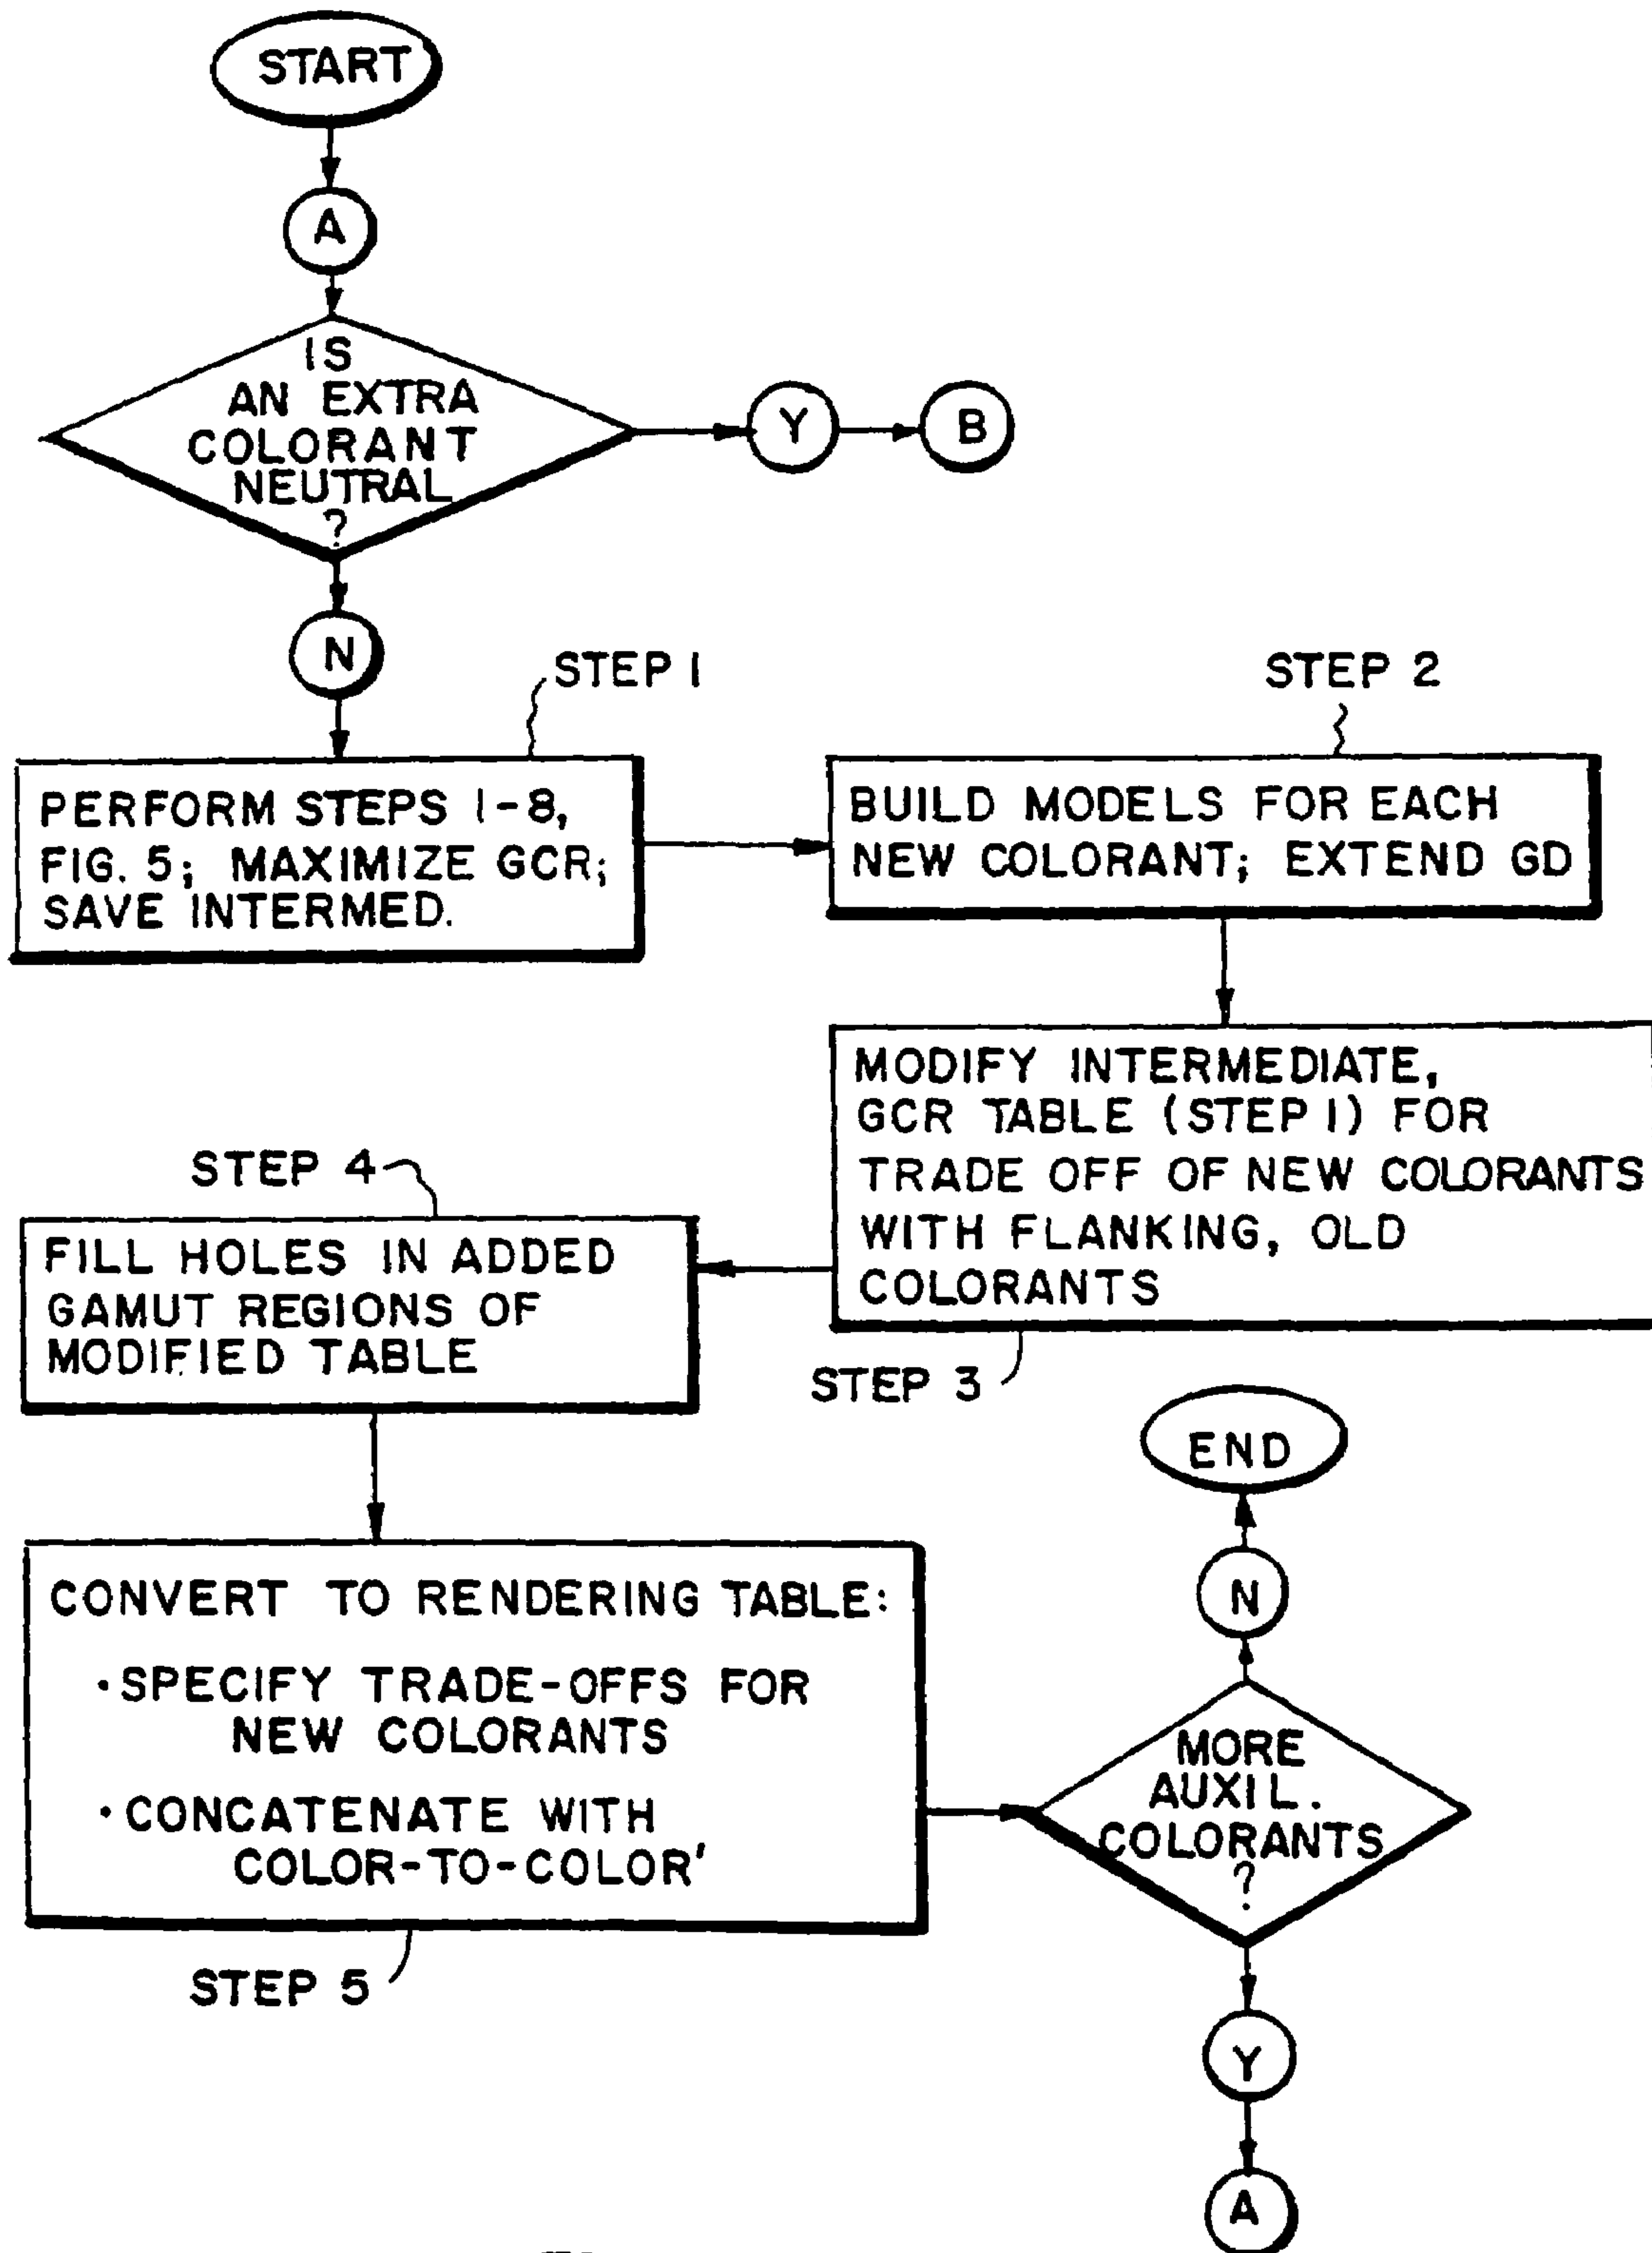 START
A
IS
AN EXTRA
COLORANT
NEUTRAL
?
Y
B
N
STEP 1
PERFORM STEPS 1-8,
FIG. 5; MAXIMIZE GCR;
SAVE INTERMED.
STEP 2
BUILD MODELS FOR EACH
NEW COLORANT; EXTEND GD
MODIFY INTERMEDIATE,
GCR TABLE (STEP 1) FOR
TRADE OFF OF NEW COLORANTS
WITH FLANKING, OLD
COLORANTS
STEP 3
STEP 4
FILL HOLES IN ADDED
GAMUT REGIONS OF
MODIFIED TABLE
CONVERT TO RENDERING TABLE:
•SPECIFY TRADE-OFFS FOR
NEW COLORANTS
•CONCATENATE WITH
COLOR-TO-COLOR'
STEP 5
END
N
MORE
AUXIL.
COLORANTS
?
Y
A